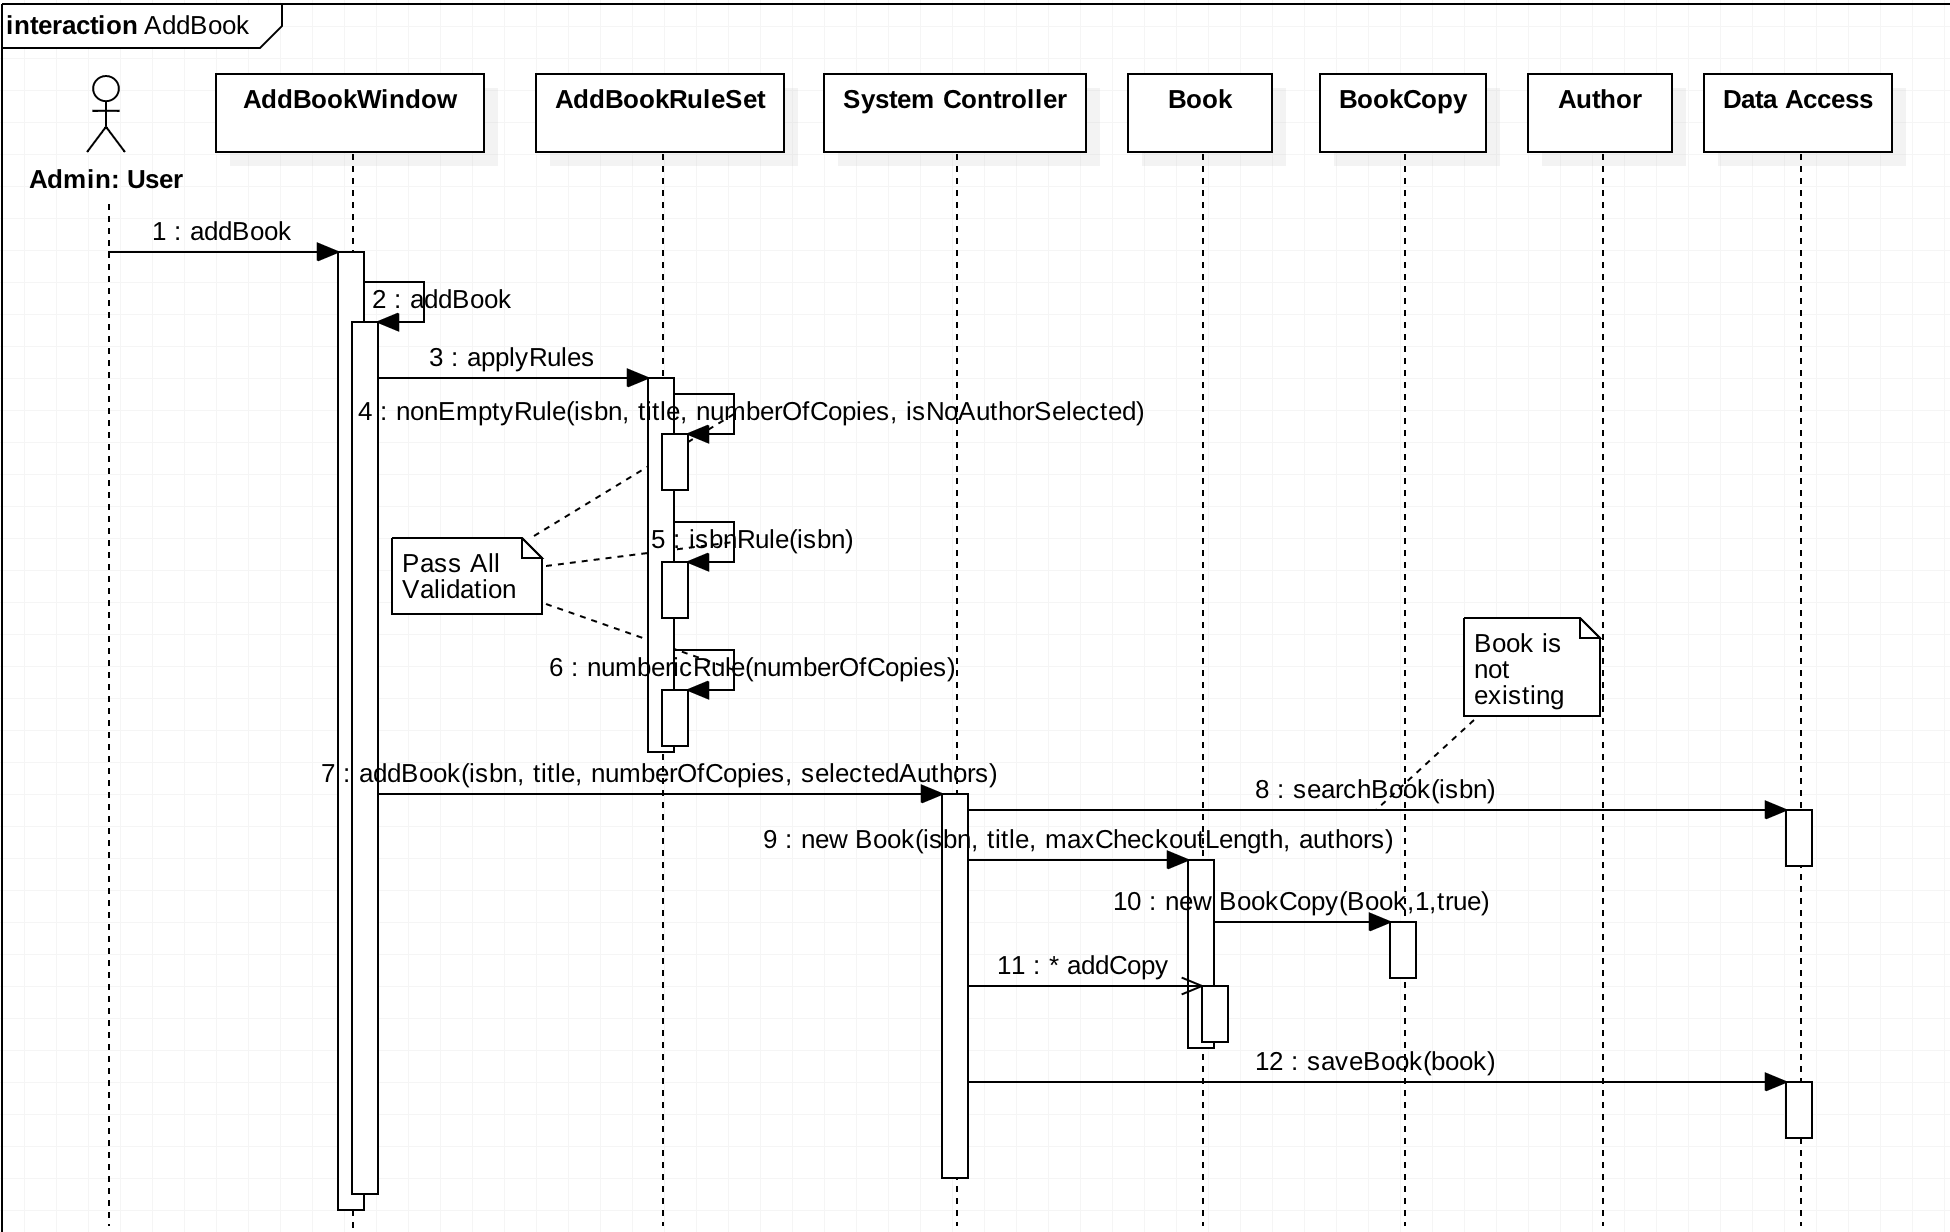 interaction AddBook
AddBookWindow
AddBookRuleSet
System Controller
Book
BookCopy
Author
Data Access
Admin: User
1 : addBook
2 : addBook
3 : applyRules
4 : nonEmptyRule(isbn, title, numberOfCopies, isNoAuthorSelected)
5 : isbnRule(isbn)
Pass All
Validation
6 : numbericRule(numberOfCopies)
Book is
not
existing
7 : addBook(isbn, title, numberOfCopies, selectedAuthors)
8 : searchBook(isbn)
9 : new Book(isbn, title, maxCheckoutLength, authors)
10 : new BookCopy(Book,1,true)
11 : * addCopy
12 : saveBook(book)